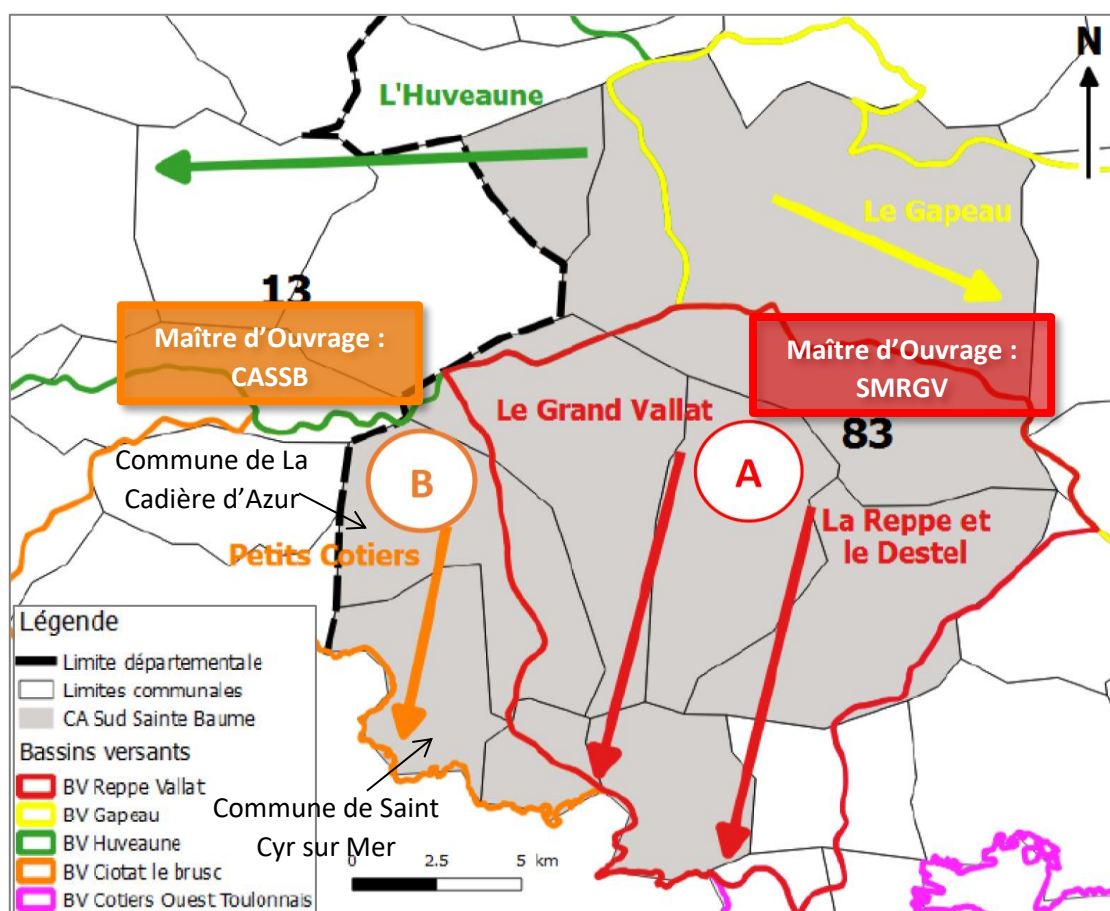 N
L'Huveaune
Le Gapeau
13
Maître d'Ouvrage :
CASSB
Maître d'Ouvrage :
SMRGV
Le Grand Vallat
83
Commune de La
Cadière d'Azur
B
A
La Reppe et
le Destel
Petits Cotiers
Légende
Limite départementale
Limites communales
CA Sud Sainte Baume
Bassins versants
BV Reppe Vallat
BV Gapeau
BV Huveaune
BV Ciotat le brusc
BV Cotiers Ouest Toulonnais
Commune de Saint
Cyr sur Mer
0 2.5 5 km